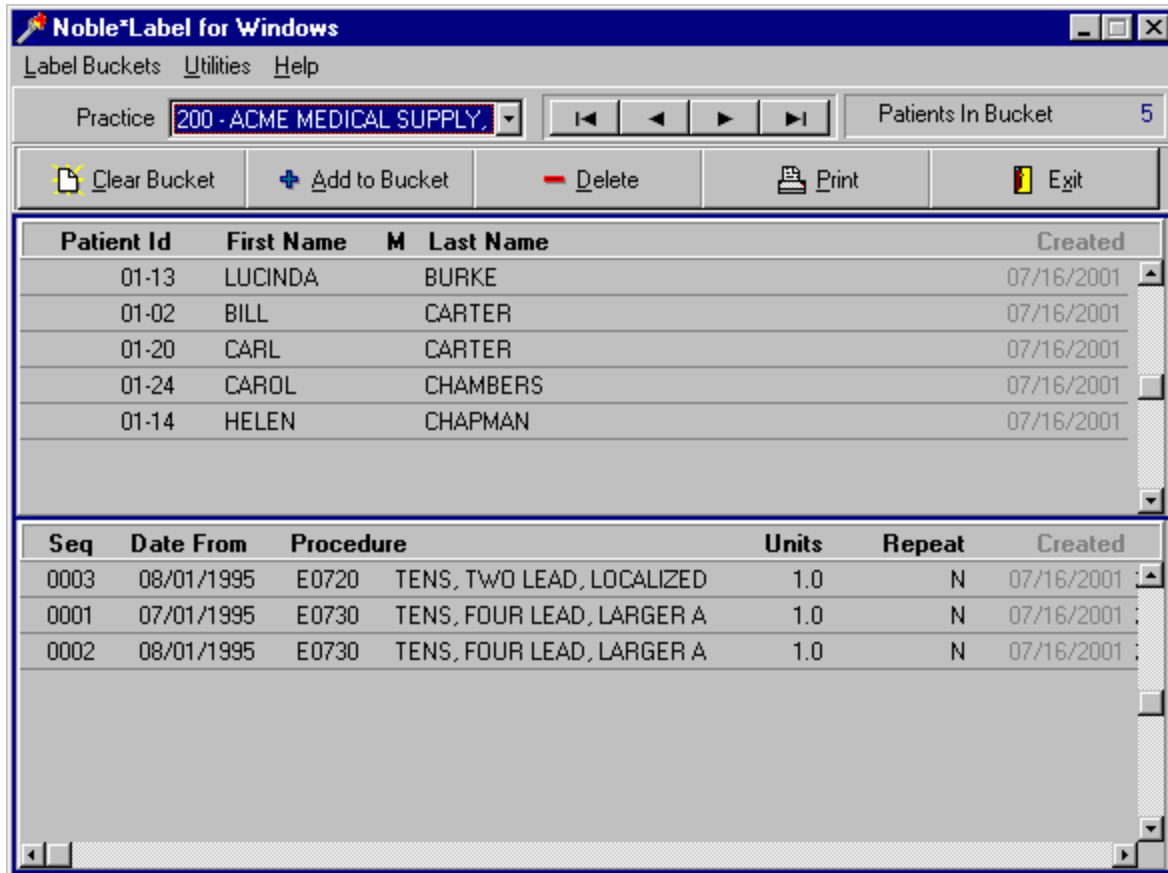 Noble*Label for Windows
Label Buckets Utilities Help
Practice 200 - ACME MEDICAL SUPPLY, Patients In Bucket 5
Clear Bucket Add to Bucket Delete Print Exit
Patient Id First Name M Last Name Created
01-13 LUCINDA BURKE 07/16/2001
01-02 BILL CARTER 07/16/2001
01-20 CARL CARTER 07/16/2001
01-24 CAROL CHAMBERS 07/16/2001
01-14 HELEN CHAPMAN 07/16/2001
Seq Date From Procedure Units Repeat Created
0003 08/01/1995 E0720 TENS, TWO LEAD, LOCALIZED 1.0 N 07/16/2001
0001 07/01/1995 E0730 TENS, FOUR LEAD, LARGER A 1.0 N 07/16/2001
0002 08/01/1995 E0730 TENS, FOUR LEAD, LARGER A 1.0 N 07/16/2001